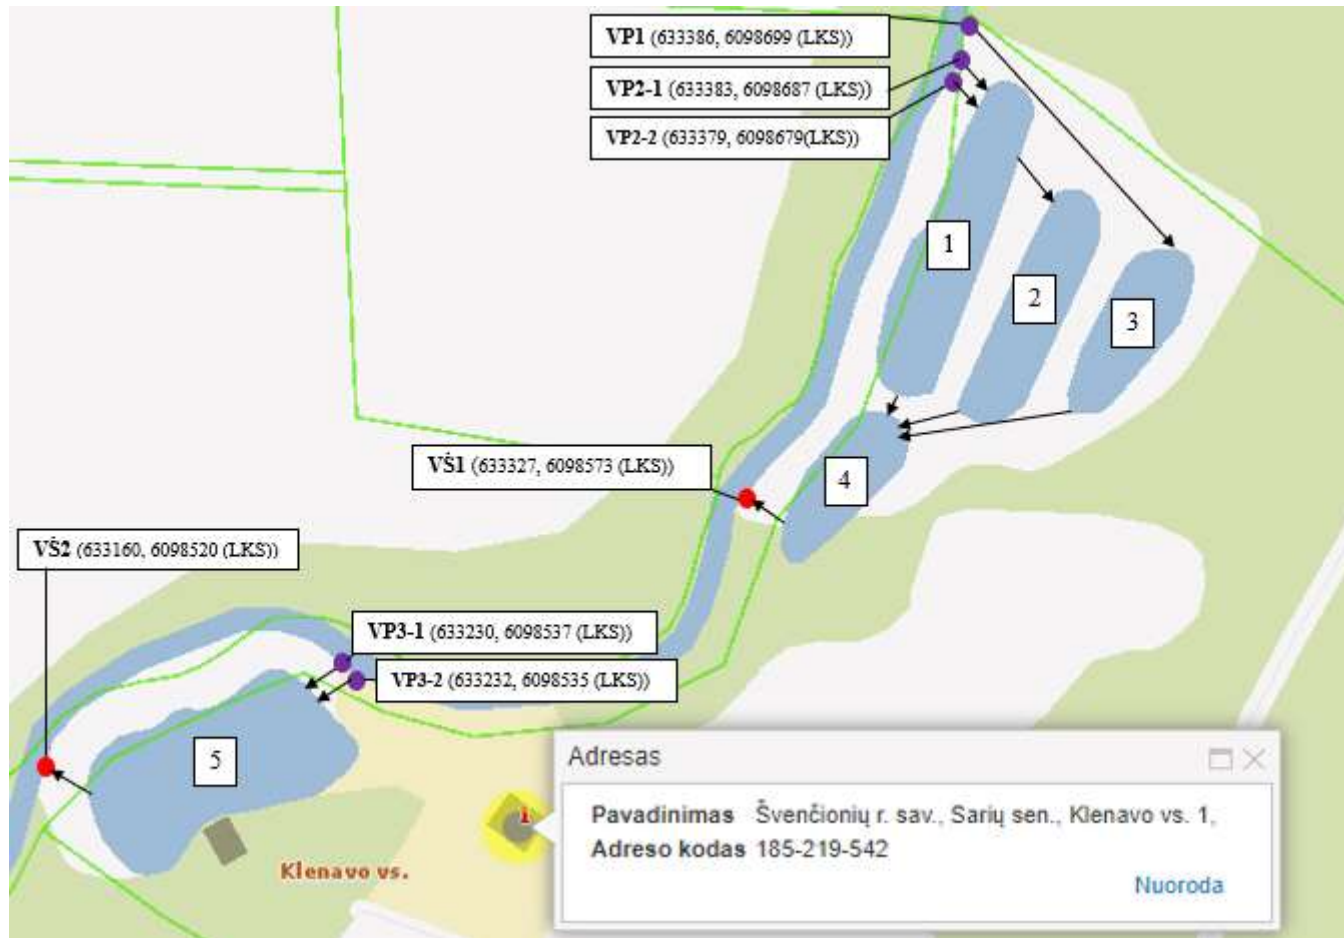 VP1 (633386, 6098699 (LKS))
VP2-1 (633383, 6098687 (LKS))
VP2-2 (633379, 6098679(LKS))
1
2
3
VŠ1 (633327, 6098573 (LKS))
4
VŠ2 (633160, 6098520 (LKS))
VP3-1 (633230, 6098537 (LKS))
VP3-2 (633232, 6098535 (LKS))
5
Adresas
Pavadinimas Švenčionių r. sav., Sarių sen., Klenavo vs. 1,
1
Adreso kodas 185-219-542
Klenavo vs.
Nuoroda